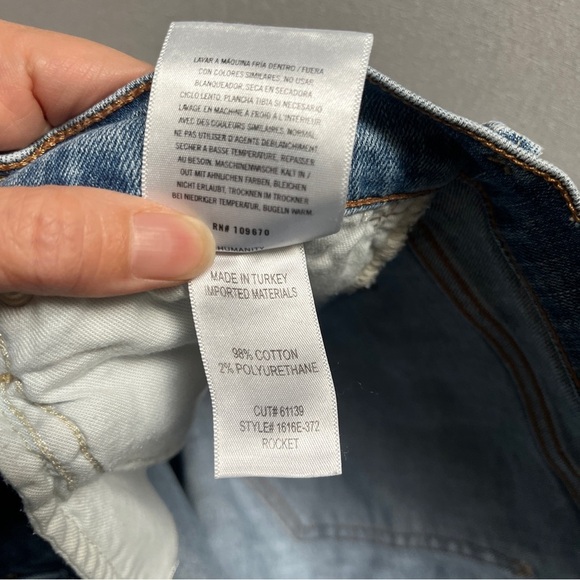 LAVAR A MÁQUINA FRÍA DENTRO / FUERA
CON COLORES SIMILARES, NO USAR
BLANQUEADOR, SECA EN SECADORA
CICLO LENTO. PLANCHA TIBIA SI NECESARIO
LAVAGE EN MACHINE À FROID À L'INTÉRIEUR
AVEC DES COULEURS SIMILAIRES, NORMAL,
NE PAS UTILISER D'AGENTS DEBLANCHIMENT
SECHER A BASSE TEMPERATURE, REPASSER
AU BESOIN. MASCHINENWÄSCHE KALT IN /
OUT MIT AHNLICHEN FARBEN, BLEICHEN
NICHT ERLAUBT, TROCKNEN IM TROCKNER
BEI NIEDRIGER TEMPERATUR, BUGELN WARM.
RN# 109670
HUMANITY
MADE IN TURKEY
IMPORTED MATERIALS
98% COTTON
2% POLYURETHANE
CUT# 61139
STYLE# 1616E-372
ROCKET